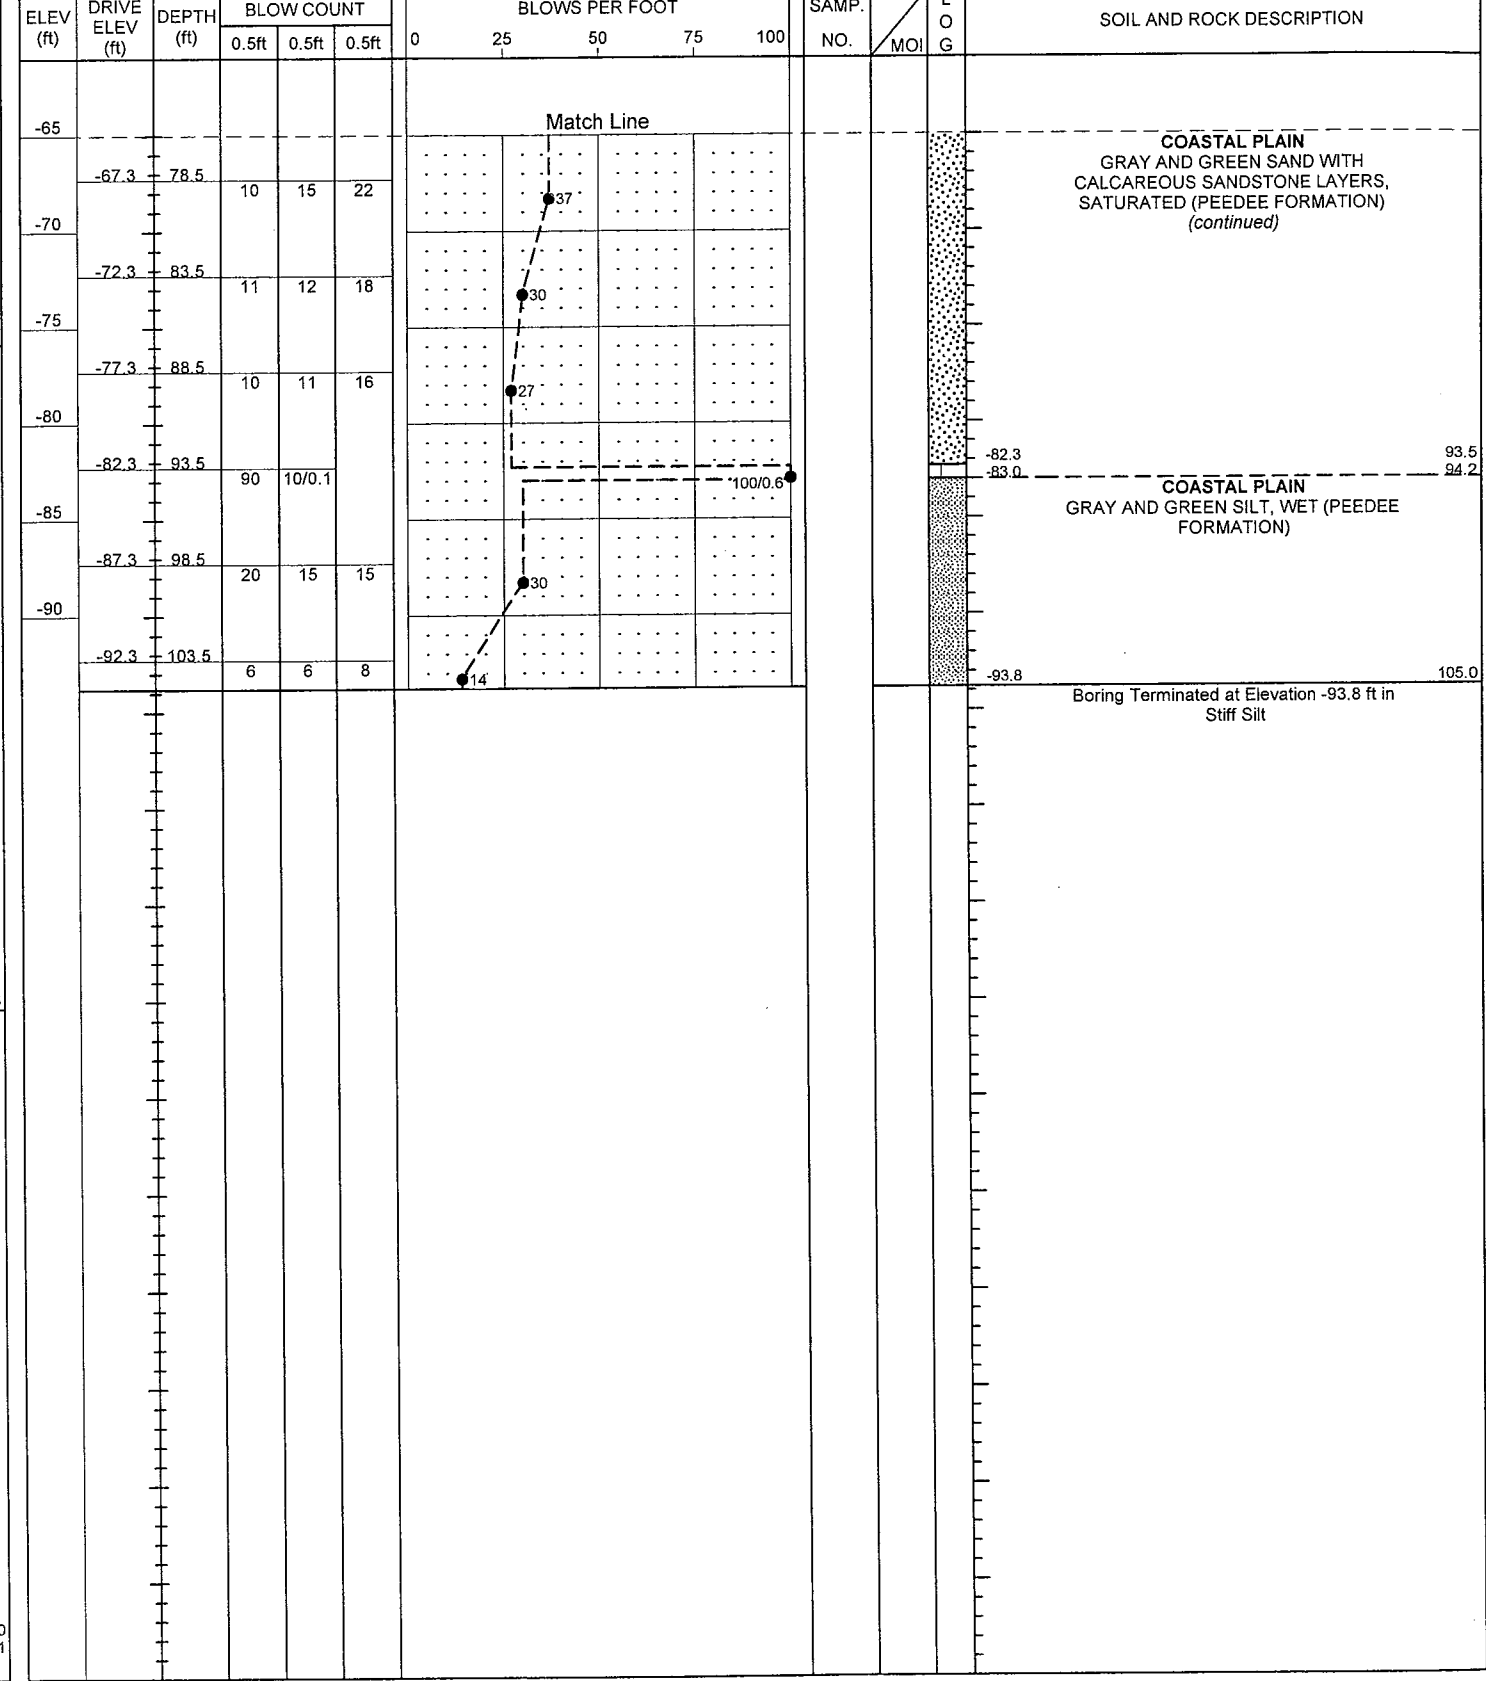 ELEV (ft) DRIVE ELEV (ft) DEPTH (ft) BLOW COUNT BLOWS PER FOOT SAMP. NO. MOI L O G SOIL AND ROCK DESCRIPTION
0.5ft 0.5ft 0.5ft 0 25 50 75 100
Match Line
-65
COASTAL PLAIN
GRAY AND GREEN SAND WITH
CALCAREOUS SANDSTONE LAYERS,
SATURATED (PEEDEE FORMATION)
(continued)
-67.3 78.5 10 15 22 37
-70
-72.3 83.5 11 12 18 30
-75
-77.3 88.5 10 11 16 27
-80
-82.3 93.5
-82.3 93.5 90 10/0.1 100/0.6
-83.0 94.2
COASTAL PLAIN
GRAY AND GREEN SILT, WET (PEEDEE
FORMATION)
-85
-87.3 98.5 20 15 15 30
-90
-92.3 103.5 6 6 8 14
-93.8 105.0
Boring Terminated at Elevation -93.8 ft in
Stiff Silt